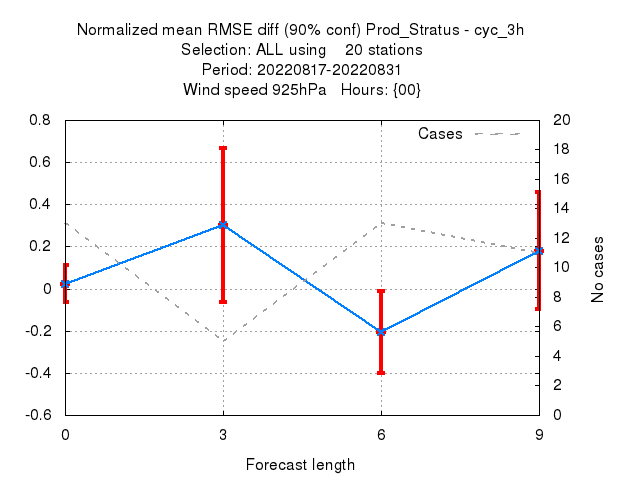 Normalized mean RMSE diff (90% conf) Prod_Stratus - cyc_3h
Selection: ALL using 20 stations
Period: 20220817-20220831
Wind speed 925hPa Hours: {00}
Cases
0.8
0.6
0.4
0.2
0
-0.2
-0.4
-0.6
20
18
16
14
12
10
8
6
4
2
0
No cases
0 3 6 9
Forecast length